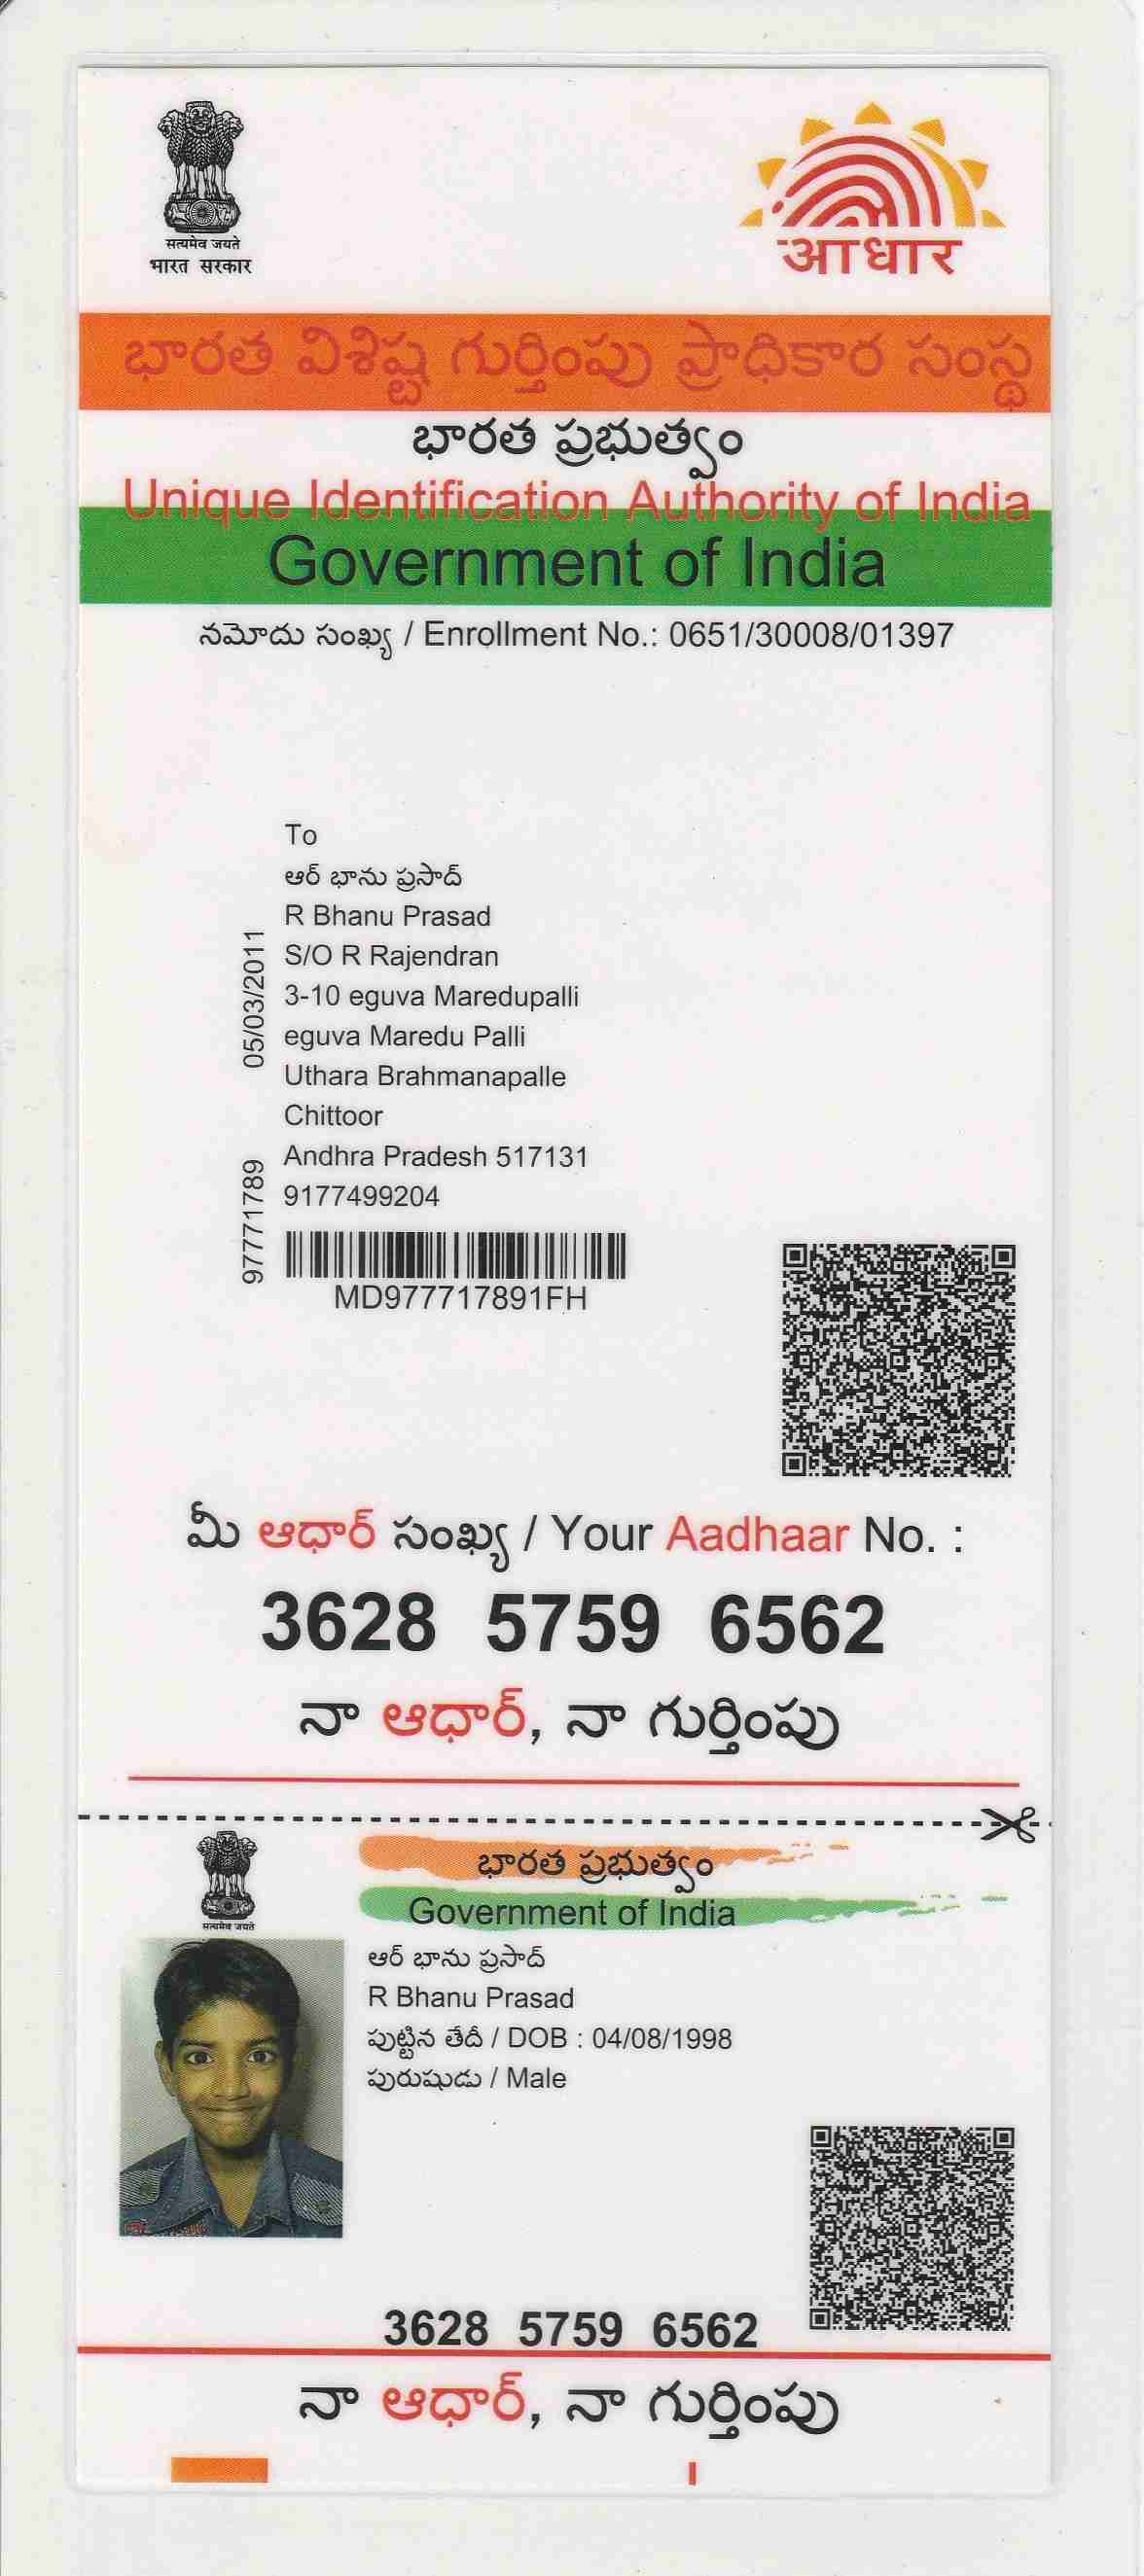 सत्यमेव जयते
भारत सरकार
आधार
భారత విశిష్ట గుర్తింపు ప్రాధికార సంస్థ
భారత ప్రభుత్వం
Unique Identification Authority of India
Government of India
నమోదు సంఖ్య / Enrollment No.: 0651/30008/01397
To
ఆర్ భాను ప్రసాద్
R Bhanu Prasad
S/O R Rajendran
3-10 eguva Maredupalli
eguva Maredu Palli
Uthara Brahmanapalle
Chittoor
Andhra Pradesh 517131
9177499204
05/03/2011
97771789
MD977717891FH
మీ ఆధార్ సంఖ్య / Your Aadhaar No. :
3628 5759 6562
నా ఆధార్, నా గుర్తింపు
सत्यमेव जयते
భారత ప్రభుత్వం
Government of India
ఆర్ భాను ప్రసాద్
R Bhanu Prasad
పుట్టిన తేదీ / DOB : 04/08/1998
పురుషుడు / Male
3628 5759 6562
నా ఆధార్, నా గుర్తింపు